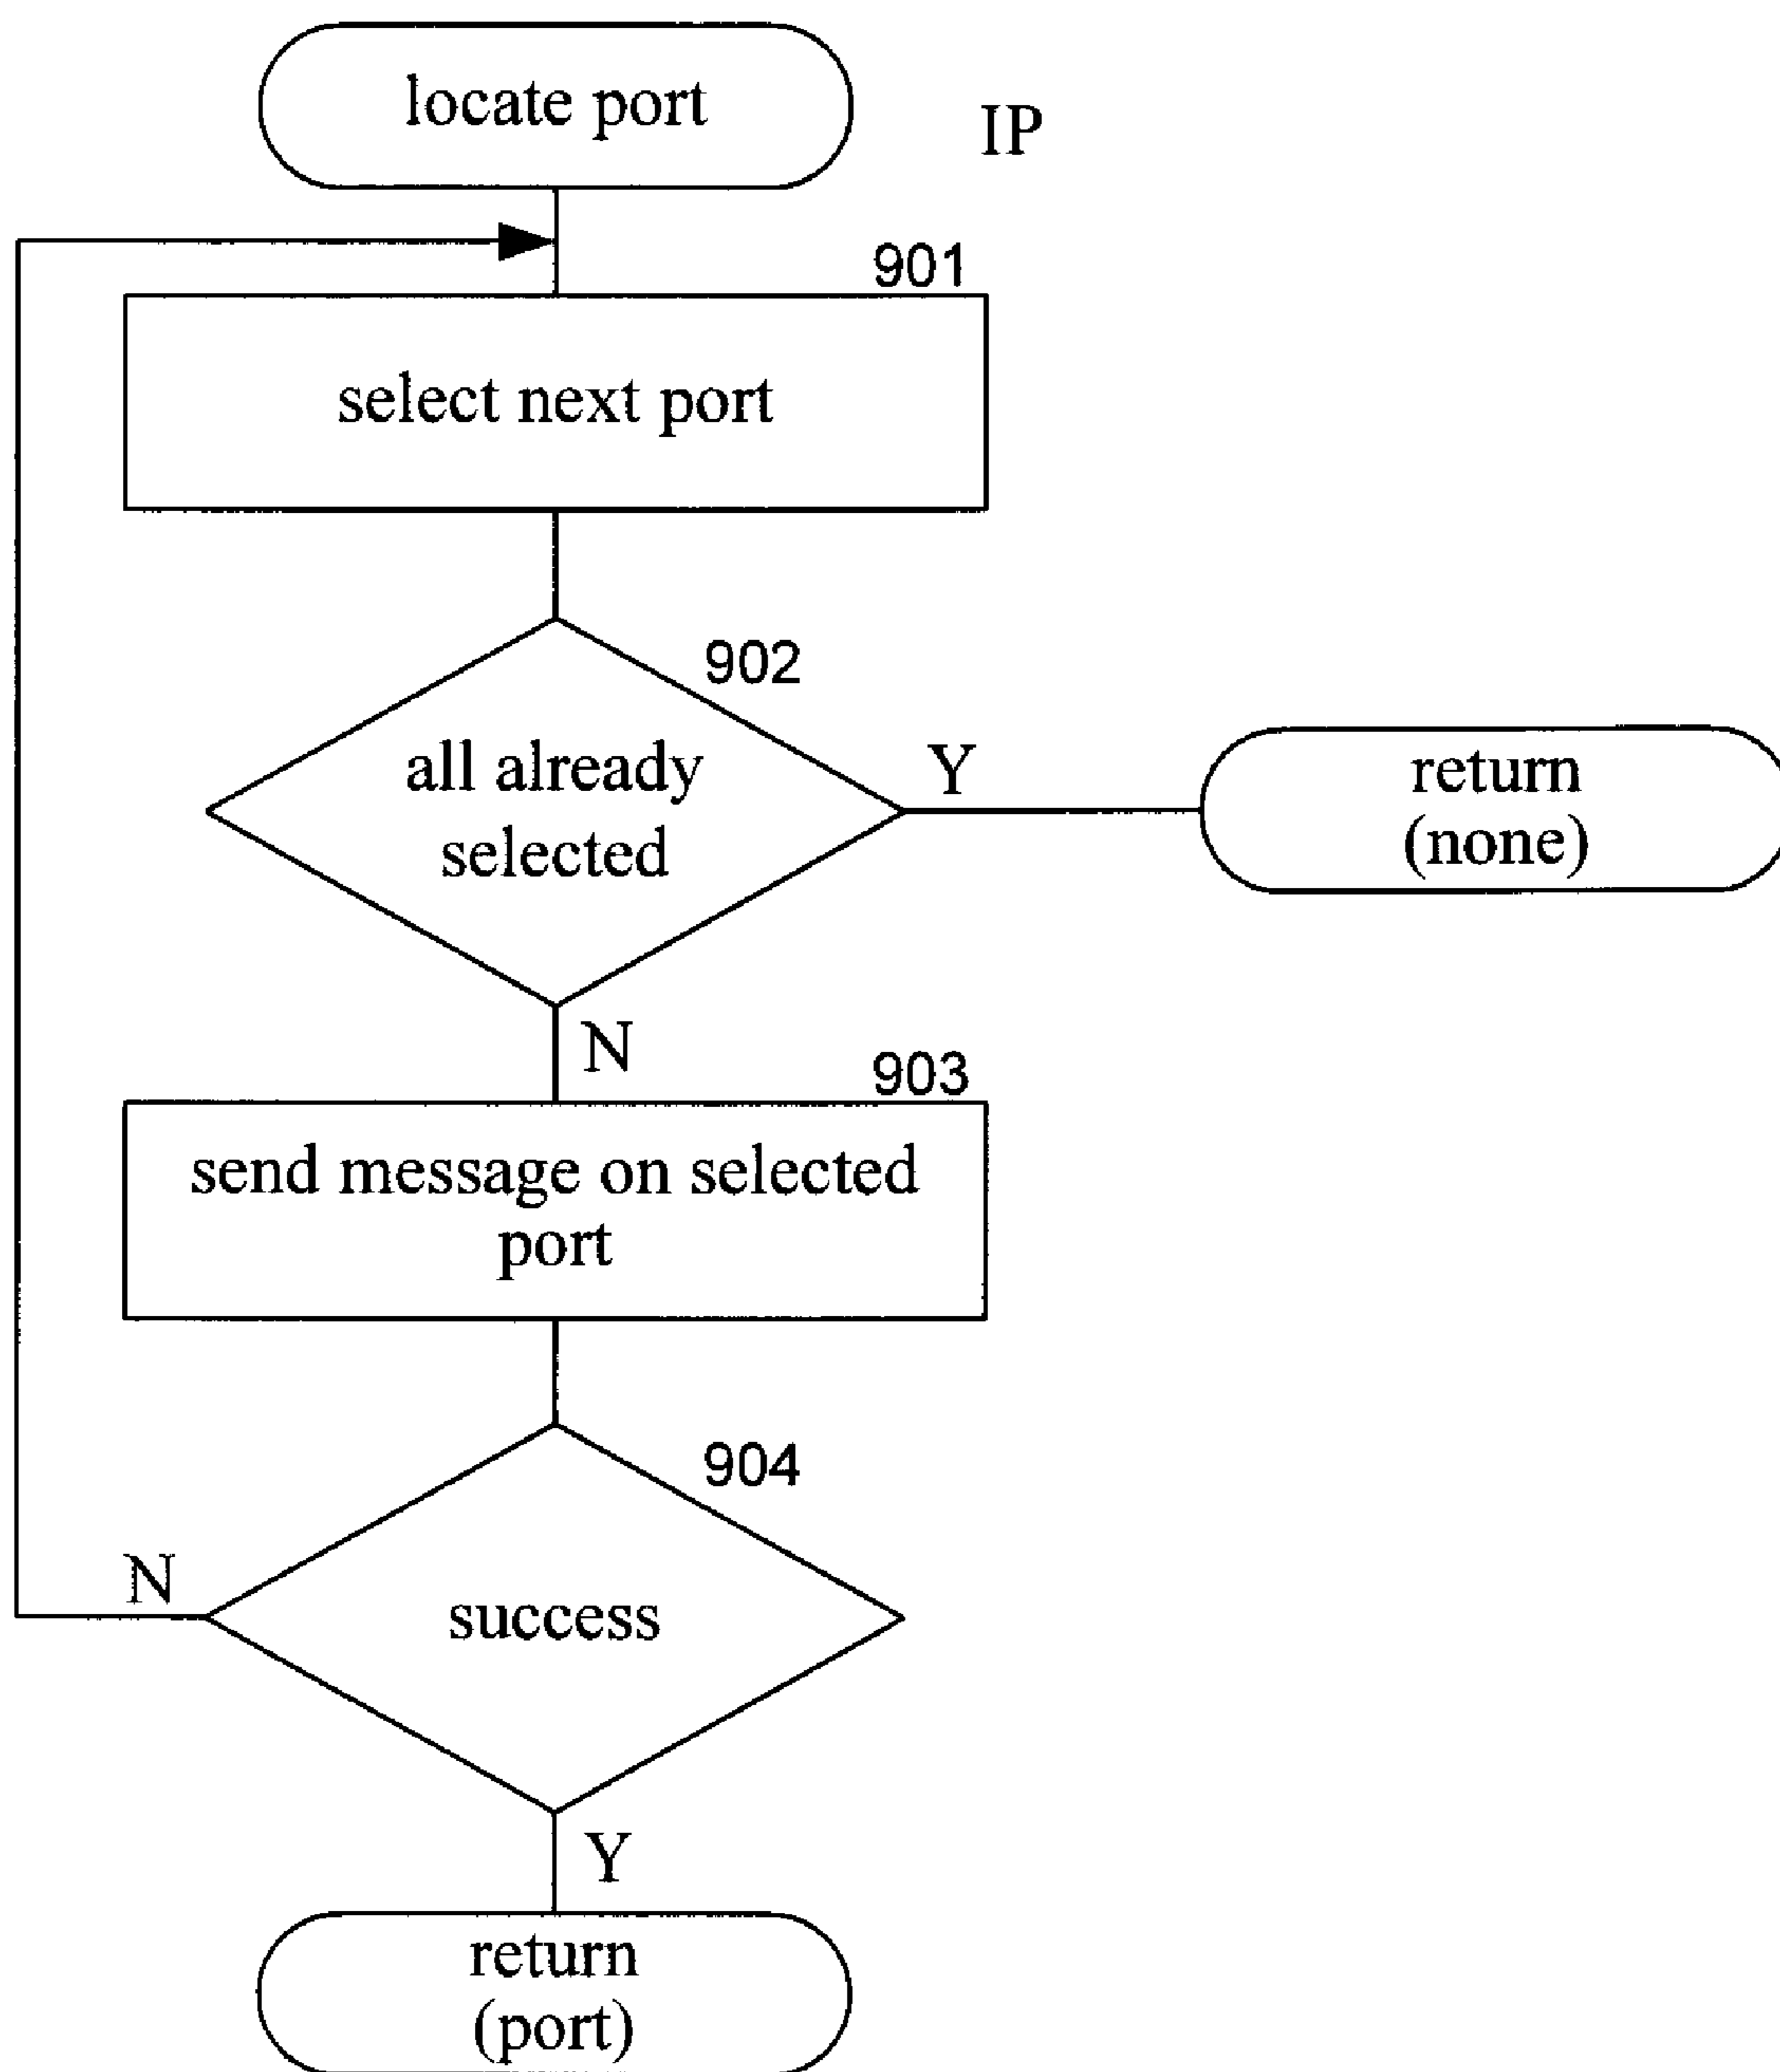 locate port
IP
901
select next port
902
all already
selected
Y
return
(none)
N
903
send message on selected
port
904
N
success
Y
return
(port)